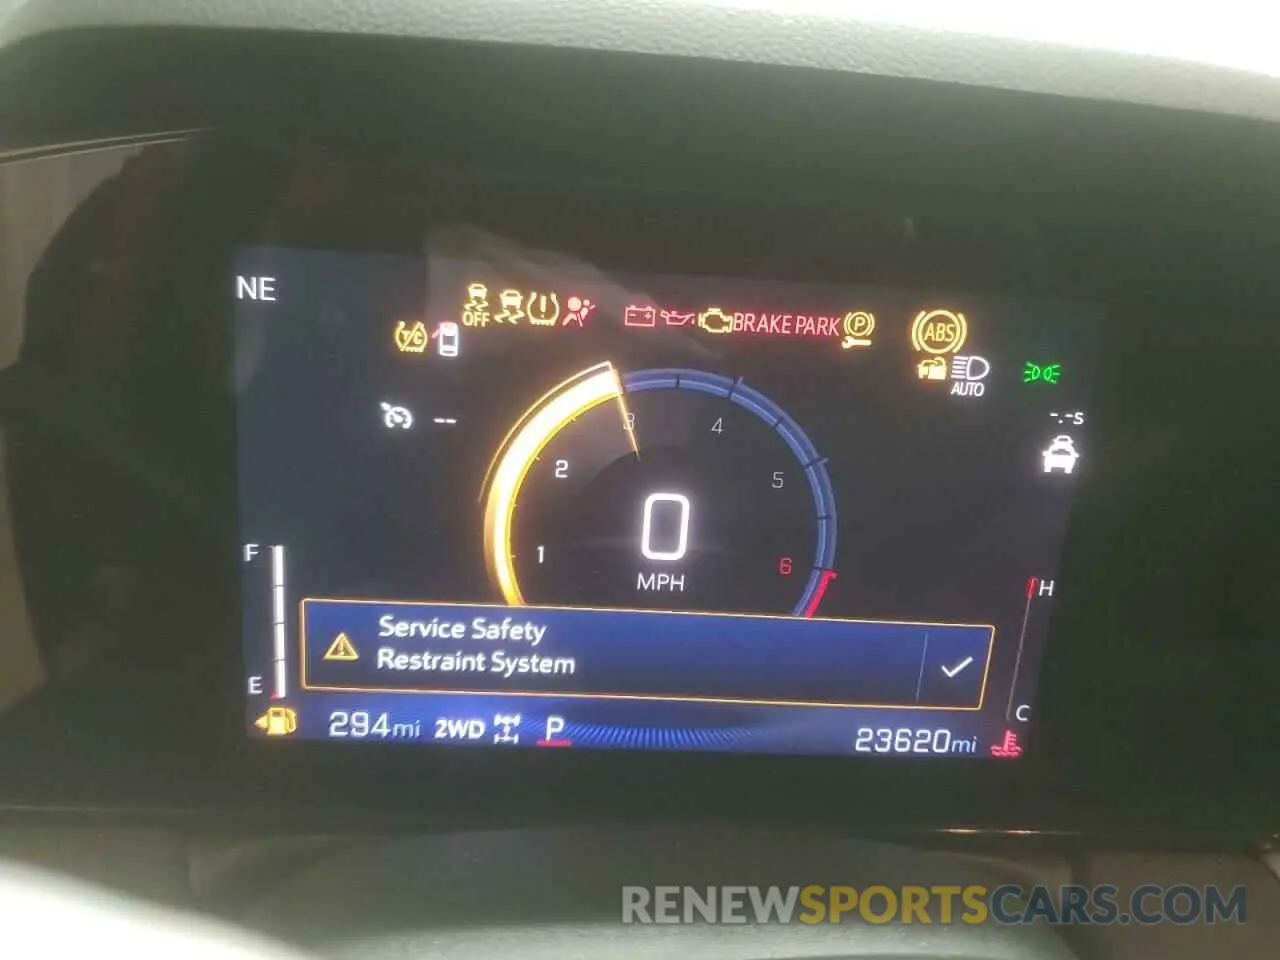 NE
OFF
T/C
BRAKE PARK
P
ABS
AUTO
--
-.-s
1
2
3
4
5
6
0
MPH
F
E
H
C
Service Safety
Restraint System
294mi 2WD P
23620mi
RENEWSPORTSCARS.COM